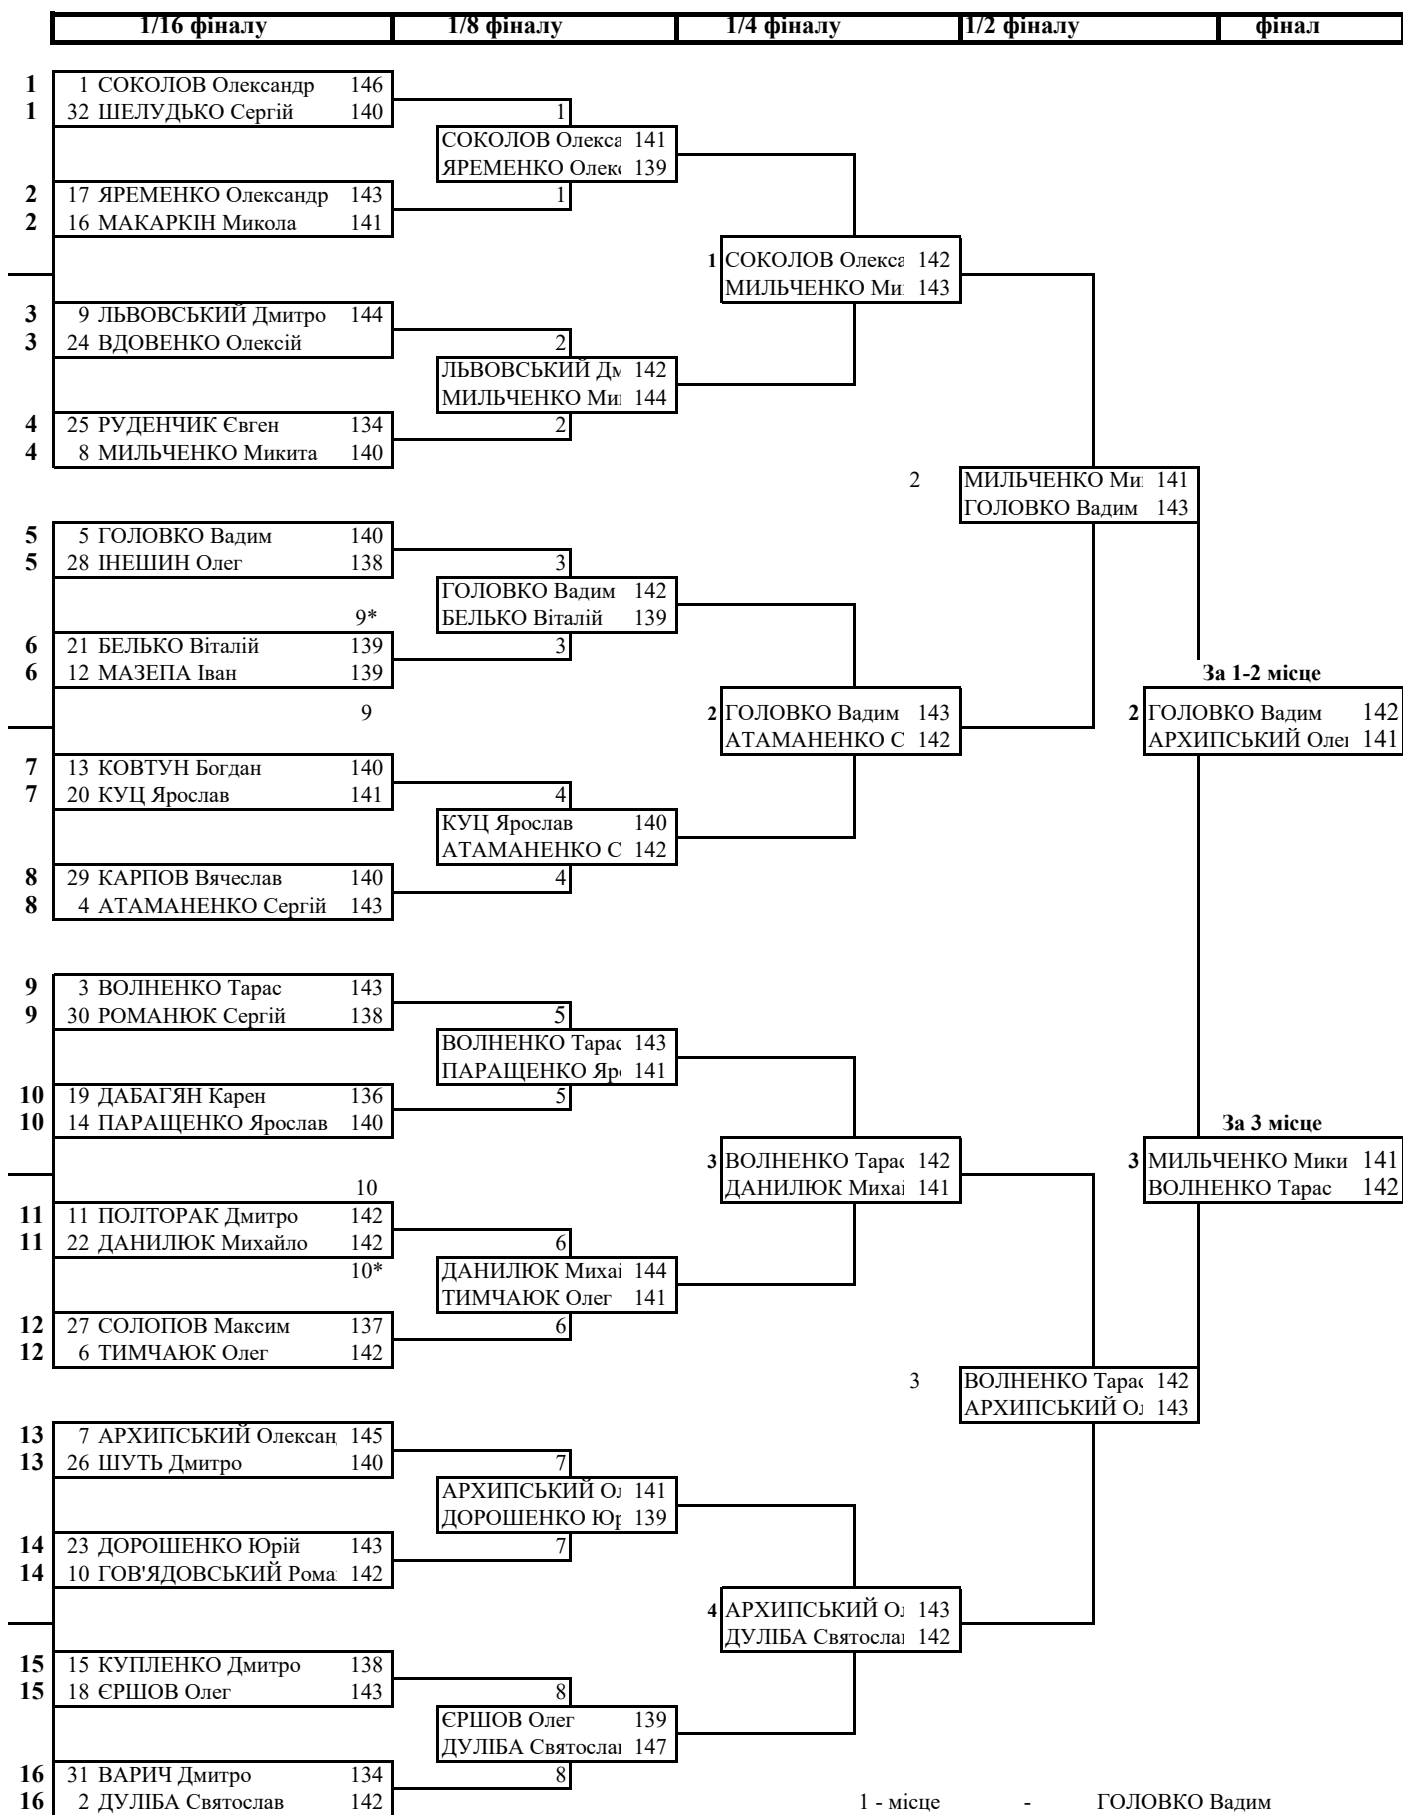 1/16 фіналу 1/8 фіналу 1/4 фіналу 1/2 фіналу фінал
1 1 СОКОЛОВ Олександр 146
1 32 ШЕЛУДЬКО Сергій 140 1
СОКОЛОВ Олекса 141
ЯРЕМЕНКО Олекс 139
2 17 ЯРЕМЕНКО Олександр 143 1
2 16 МАКАРКІН Микола 141
1 СОКОЛОВ Олекса 142
МИЛЬЧЕНКО Ми 143
3 9 ЛЬВОВСЬКИЙ Дмитро 144
3 24 ВДОВЕНКО Олексій 2
ЛЬВОВСЬКИЙ Дм 142
МИЛЬЧЕНКО Ми 144
4 25 РУДЕНЧИК Євген 134 2
4 8 МИЛЬЧЕНКО Микита 140
2 МИЛЬЧЕНКО Ми 141
ГОЛОВКО Вадим 143
5 5 ГОЛОВКО Вадим 140
5 28 ІНЕШИН Олег 138 3
ГОЛОВКО Вадим 142
9* БЕЛЬКО Віталій 139
6 21 БЕЛЬКО Віталій 139 3
6 12 МАЗЕПА Іван 139 За 1-2 місце
9 2 ГОЛОВКО Вадим 143 2 ГОЛОВКО Вадим 142
АТАМАНЕНКО С 142 АРХИПСЬКИЙ Олег 141
7 13 КОВТУН Богдан 140
7 20 КУЦ Ярослав 141 4
КУЦ Ярослав 140
АТАМАНЕНКО С 142
8 29 КАРПОВ Вячеслав 140 4
8 4 АТАМАНЕНКО Сергій 143
9 3 ВОЛНЕНКО Тарас 143
9 30 РОМАНЮК Сергій 138 5
ВОЛНЕНКО Тарас 143
ПАРАЩЕНКО Яро 141
10 19 ДАБАГЯН Карен 136 5
10 14 ПАРАЩЕНКО Ярослав 140 За 3 місце
3 ВОЛНЕНКО Тарас 142 3 МИЛЬЧЕНКО Мики 141
10 ДАНИЛЮК Михай 141 ВОЛНЕНКО Тарас 142
11 11 ПОЛТОРАК Дмитро 142
11 22 ДАНИЛЮК Михайло 142 6
10* ДАНИЛЮК Михай 144
ТИМЧАЮК Олег 141
12 27 СОЛОПОВ Максим 137 6
12 6 ТИМЧАЮК Олег 142
3 ВОЛНЕНКО Тарас 142
АРХИПСЬКИЙ Ол 143
13 7 АРХИПСЬКИЙ Олексан 145
13 26 ШУТЬ Дмитро 140 7
АРХИПСЬКИЙ Ол 141
ДОРОШЕНКО Юр 139
14 23 ДОРОШЕНКО Юрій 143 7
14 10 ГОВ'ЯДОВСЬКИЙ Рома 142
4 АРХИПСЬКИЙ Ол 143
ДУЛІБА Святослав 142
15 15 КУПЛЕНКО Дмитро 138
15 18 ЄРШОВ Олег 143 8
ЄРШОВ Олег 139
ДУЛІБА Святослав 147
16 31 ВАРИЧ Дмитро 134 8
16 2 ДУЛІБА Святослав 142 1 - місце - ГОЛОВКО Вадим